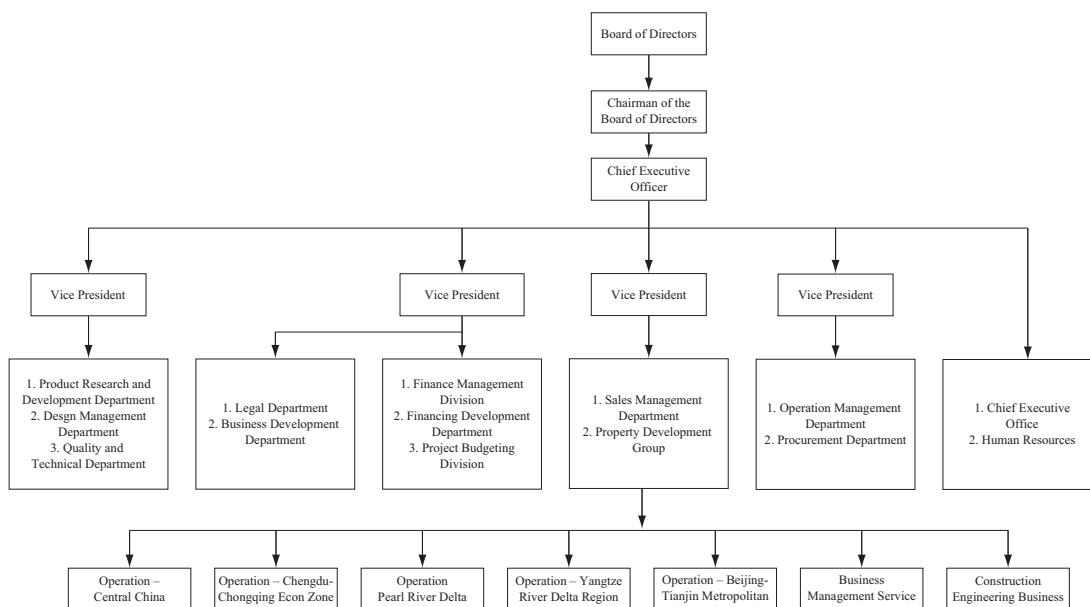 Board of Directors
Chairman of the
Board of Directors
Chief Executive
Officer
Vice President
Vice President
Vice President
Vice President
1. Product Research and
Development Department
2. Desgn Management
Department
3. Quality and
Technical Department
1. Legal Department
2. Business Development
Department
1. Finance Management
Division
2. Financing Development
Department
3. Project Budgeting
Division
1. Sales Management
Department
2. Property Development
Group
1. Operation Management
Department
2. Procurement Department
1. Chief Executive
Office
2. Human Resources
Operation –
Central China
Operation – Chengdu-
Chongqing Econ Zone
Operation
Pearl River Delta
Operation – Yangtze
River Delta Region
Operation – Beijing-
Tianjin Metropolitan
Business
Management Service
Construction
Engineering Business